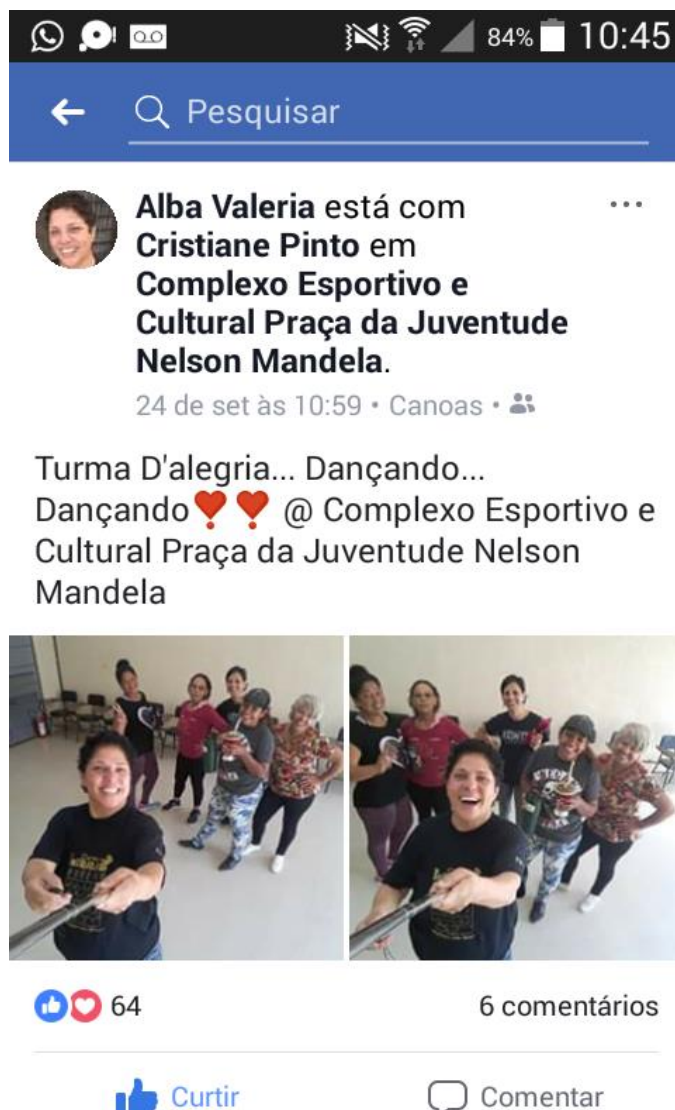 84% 10:45
Pesquisar
Alba Valeria está com
Cristiane Pinto em
Complexo Esportivo e
Cultural Praça da Juventude
Nelson Mandela.
24 de set às 10:59 • Canoas •
Turma D'alegria... Dançando...
Dançando❣❣ @ Complexo Esportivo e
Cultural Praça da Juventude Nelson
Mandela
64
6 comentários
Curtir
Comentar